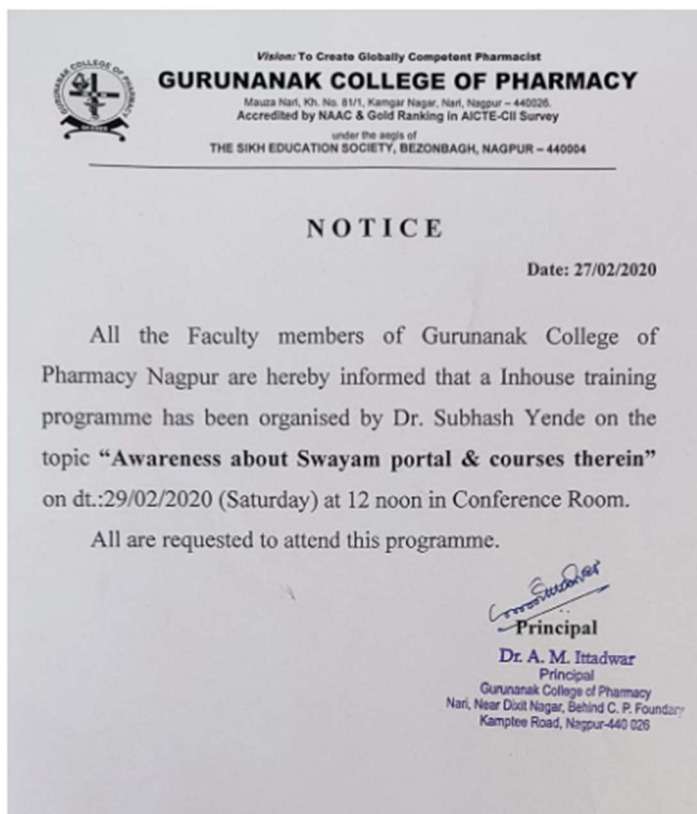 Vision: To Create Globally Competent Pharmacist
GURUNANAK COLLEGE OF PHARMACY
Mauza Nari, Kh. No. 81/1, Kamgar Nagar, Nari, Nagpur – 440026.
Accredited by NAAC & Gold Ranking in AICTE-CII Survey
under the aegis of
THE SIKH EDUCATION SOCIETY, BEZONBAGH, NAGPUR – 440004
NOTICE
Date: 27/02/2020
All the Faculty members of Gurunanak College of
Pharmacy Nagpur are hereby informed that a Inhouse training
programme has been organised by Dr. Subhash Yende on the
topic “Awareness about Swayam portal & courses therein”
on dt.:29/02/2020 (Saturday) at 12 noon in Conference Room.
All are requested to attend this programme.
Principal
Dr. A. M. Ittadwar
Principal
Gurunanak College of Pharmacy
Nari, Near Dixit Nagar, Behind C. P. Foundary
Kamptee Road, Nagpur-440 026